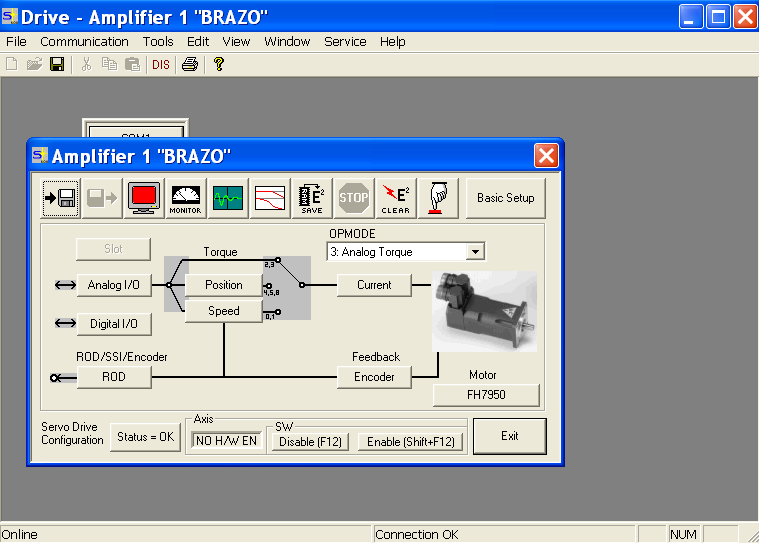 Drive - Amplifier 1 "BRAZO"
File Communication Tools Edit View Window Service Help
DIS
COM1
Amplifier 1 "BRAZO"
MONITOR
E² SAVE
STOP
E² CLEAR
Basic Setup
OPMODE
3: Analog Torque
Slot
Torque
2,3
Analog I/O
Position
4,5,8
Current
Speed
0,1
Digital I/O
ROD/SSI/Encoder
Feedback
ROD
Encoder
Motor
FH7950
Servo Drive
Configuration
Status = OK
Axis
NO H/W EN
SW
Disable (F12)
Enable (Shift+F12)
Exit
Online
Connection OK
NUM